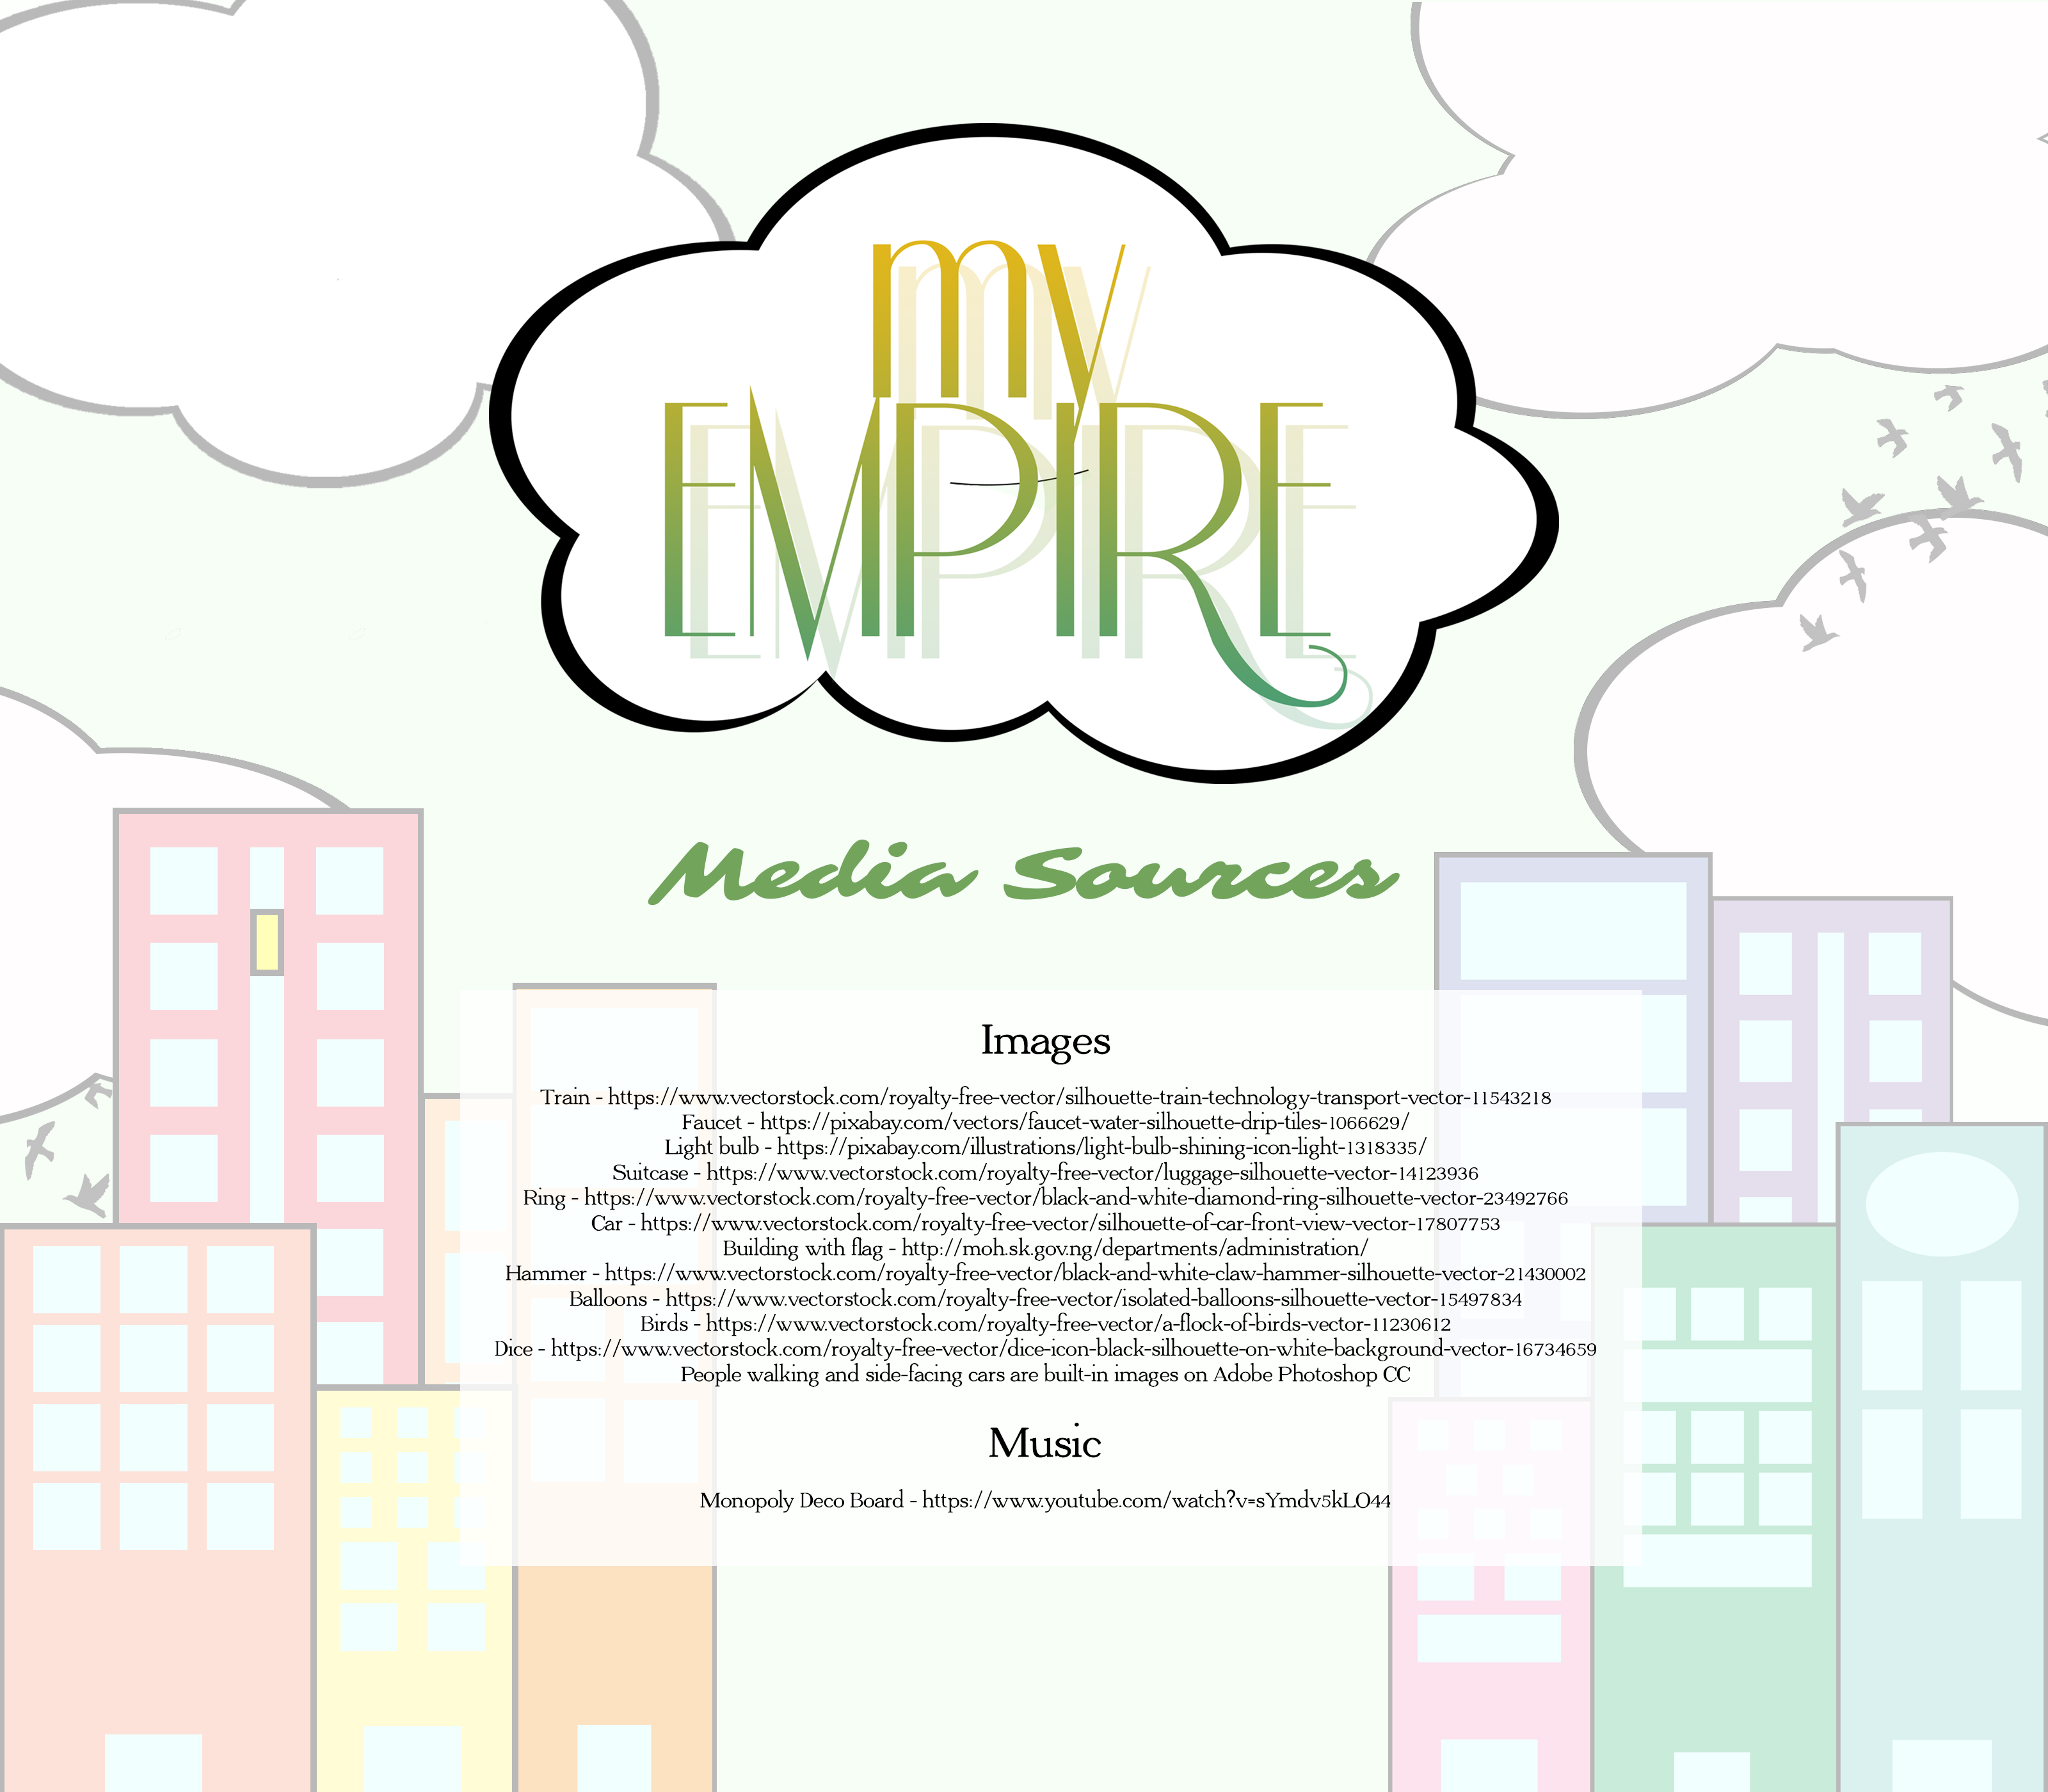 my
EMPIRE
Media Sources
Images
Train - https://www.vectorstock.com/royalty-free-vector/silhouette-train-technology-transport-vector-11543218
Faucet - https://pixabay.com/vectors/faucet-water-silhouette-drip-tiles-1066629/
Light bulb - https://pixabay.com/illustrations/light-bulb-shining-icon-light-1318335/
Suitcase - https://www.vectorstock.com/royalty-free-vector/luggage-silhouette-vector-14123936
Ring - https://www.vectorstock.com/royalty-free-vector/black-and-white-diamond-ring-silhouette-vector-23492766
Car - https://www.vectorstock.com/royalty-free-vector/silhouette-of-car-front-view-vector-17807753
Building with flag - http://moh.sk.gov.ng/departments/administration/
Hammer - https://www.vectorstock.com/royalty-free-vector/black-and-white-claw-hammer-silhouette-vector-21430002
Balloons - https://www.vectorstock.com/royalty-free-vector/isolated-balloons-silhouette-vector-15497834
Birds - https://www.vectorstock.com/royalty-free-vector/a-flock-of-birds-vector-11230612
Dice - https://www.vectorstock.com/royalty-free-vector/dice-icon-black-silhouette-on-white-background-vector-16734659
People walking and side-facing cars are built-in images on Adobe Photoshop CC
Music
Monopoly Deco Board - https://www.youtube.com/watch?v=sYmdv5kLO44